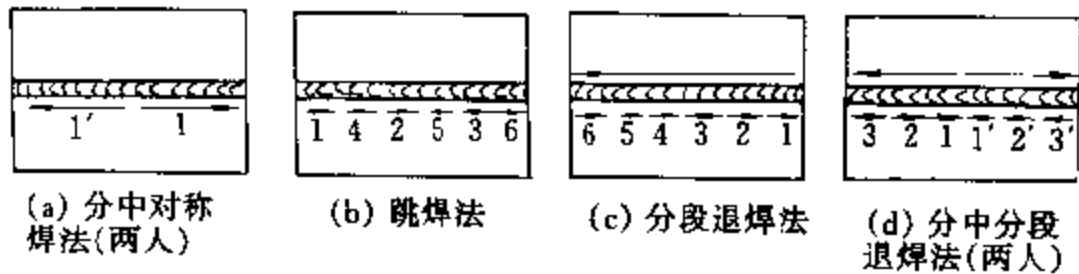 1′ 1
1 4 2 5 3 6
6 5 4 3 2 1
3 2 1 1′ 2′ 3′
(a) 分中对称
焊法(两人)
(b) 跳焊法
(c) 分段退焊法
(d) 分中分段
退焊法(两人)